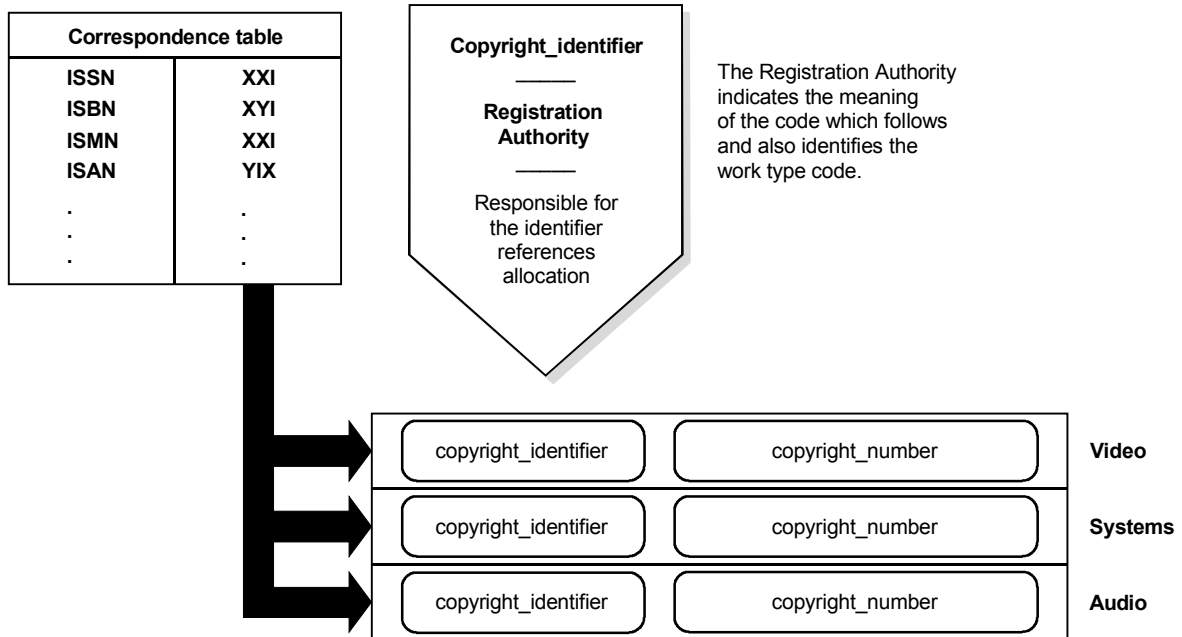 Correspondence table
ISSN XXI
ISBN XYI
ISMN XXI
ISAN YIX
. .
. .
. .
Copyright_identifier
_____
Registration
Authority
_____
Responsible for
the identifier
references
allocation
The Registration Authority
indicates the meaning
of the code which follows
and also identifies the
work type code.
copyright_identifier copyright_number Video
copyright_identifier copyright_number Systems
copyright_identifier copyright_number Audio